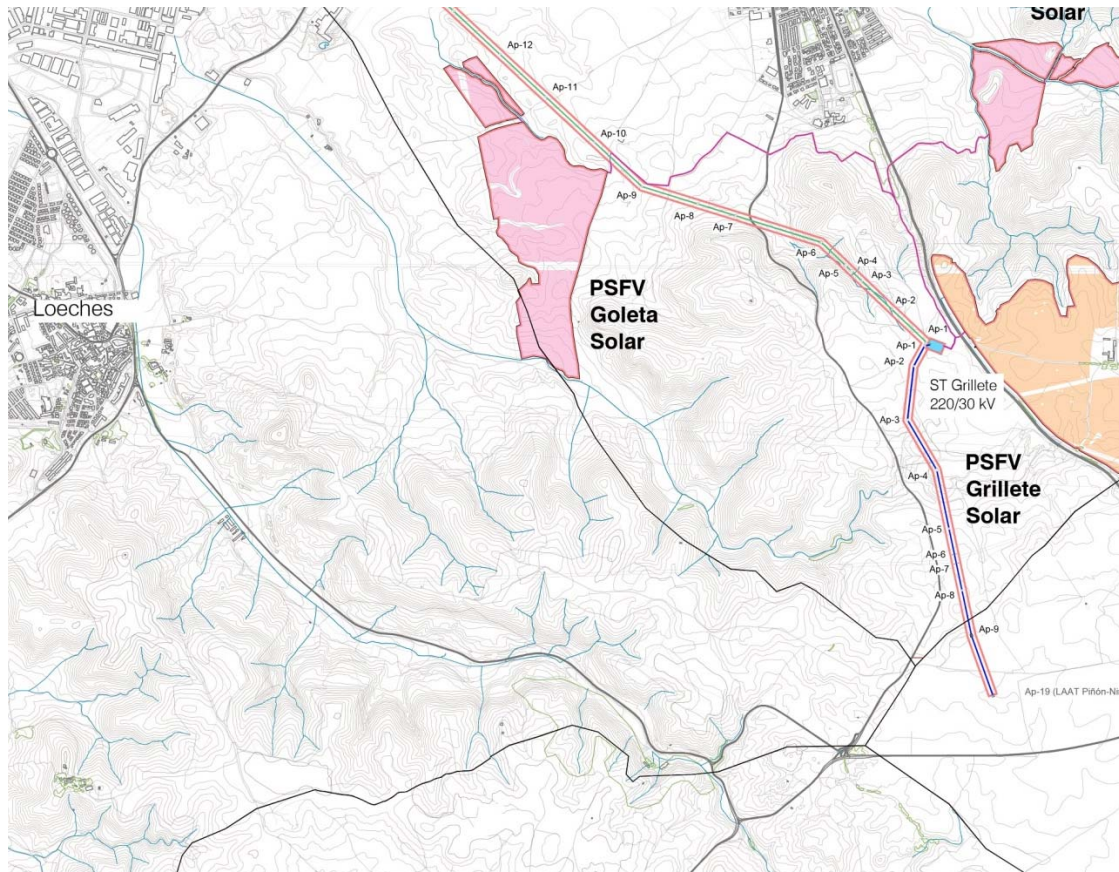 Solar
Ap-12
Ap-11
Ap-10
Ap-9
Ap-8
Ap-7
Ap-6
Ap-5
Ap-4
Ap-3
Ap-2
Ap-1
PSFV
Goleta
Solar
Loeches
Ap-1
Ap-2
ST Grillete
220/30 kV
Ap-3
PSFV
Grillete
Solar
Ap-4
Ap-5
Ap-6
Ap-7
Ap-8
Ap-9
Ap-19 (LAAT Piñón-Ni